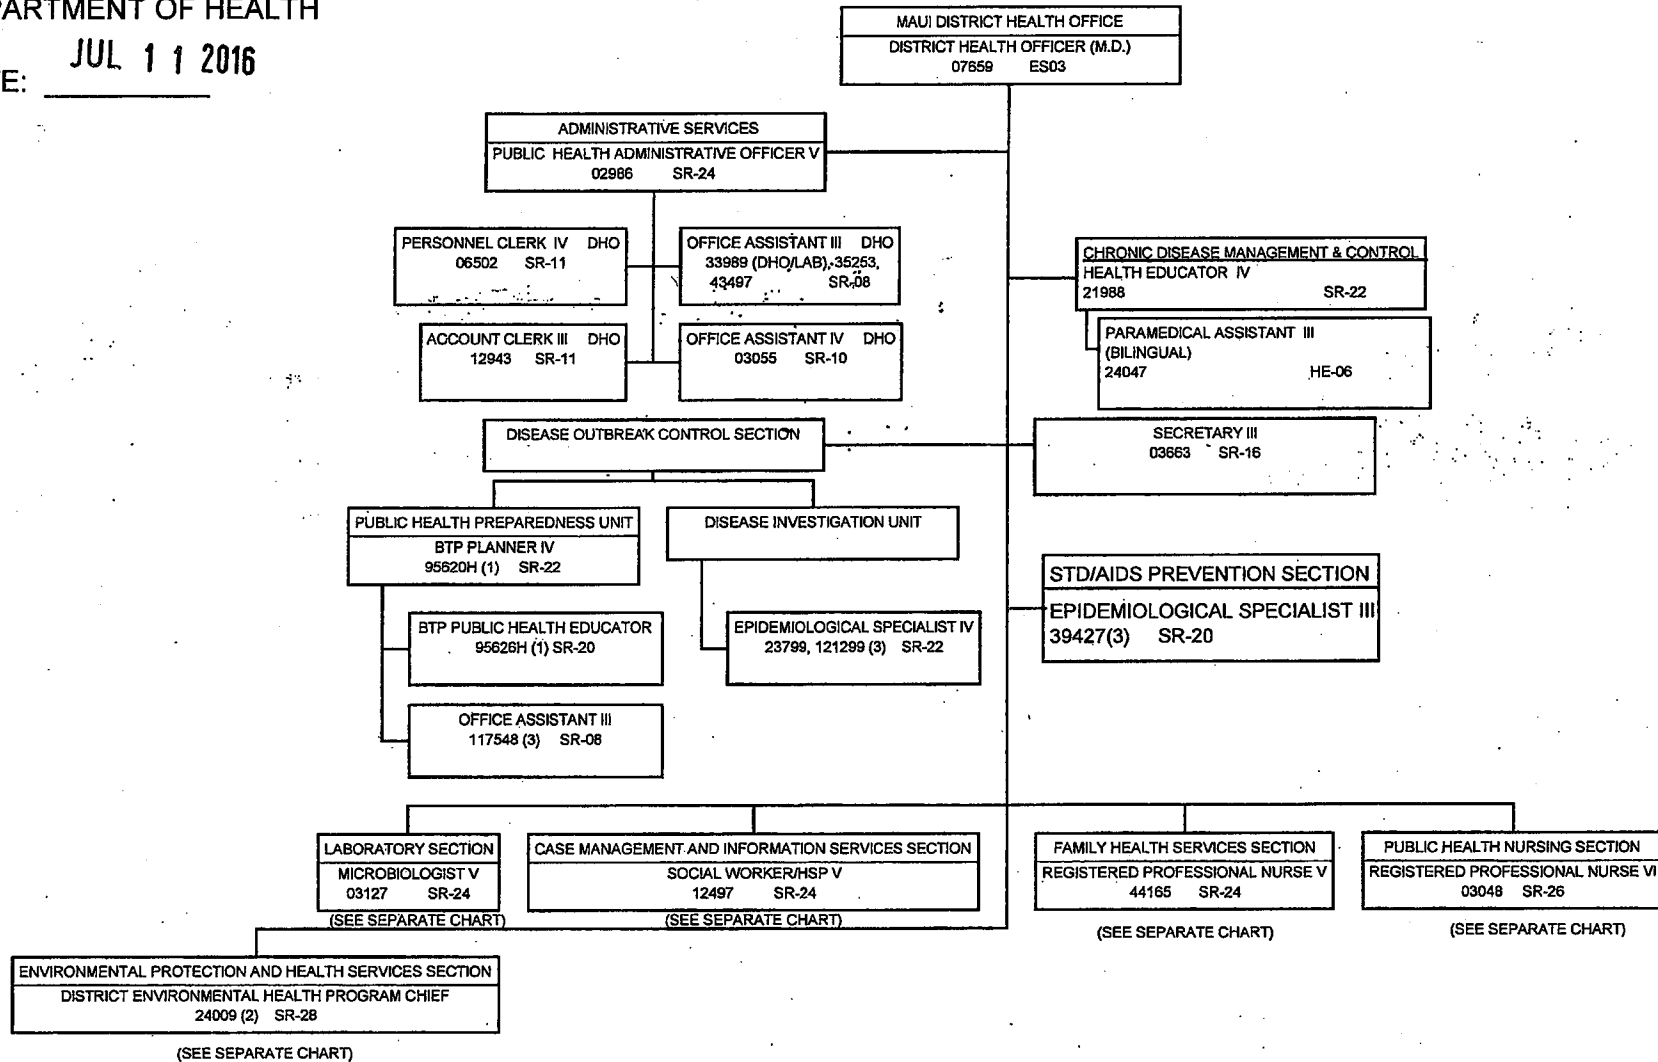 PARTMENT OF HEALTH
JUL 1 1 2016
E:
MAUI DISTRICT HEALTH OFFICE
DISTRICT HEALTH OFFICER (M.D.)
07659 ES03
ADMINISTRATIVE SERVICES
PUBLIC HEALTH ADMINISTRATIVE OFFICER V
02986 SR-24
PERSONNEL CLERK IV DHO
06502 SR-11
OFFICE ASSISTANT III DHO
33989 (DHO/LAB), 35253,
43497 SR-08
ACCOUNT CLERK III DHO
12943 SR-11
OFFICE ASSISTANT IV DHO
03055 SR-10
CHRONIC DISEASE MANAGEMENT & CONTROL
HEALTH EDUCATOR IV
21988 SR-22
PARAMEDICAL ASSISTANT III
(BILINGUAL)
24047 HE-06
DISEASE OUTBREAK CONTROL SECTION
SECRETARY III
03663 SR-16
PUBLIC HEALTH PREPAREDNESS UNIT
BTP PLANNER IV
95620H (1) SR-22
DISEASE INVESTIGATION UNIT
STD/AIDS PREVENTION SECTION
EPIDEMIOLOGICAL SPECIALIST III
39427(3) SR-20
BTP PUBLIC HEALTH EDUCATOR
95626H (1) SR-20
EPIDEMIOLOGICAL SPECIALIST IV
23799, 121299 (3) SR-22
OFFICE ASSISTANT III
117548 (3) SR-08
LABORATORY SECTION
MICROBIOLOGIST V
03127 SR-24
(SEE SEPARATE CHART)
CASE MANAGEMENT AND INFORMATION SERVICES SECTION
SOCIAL WORKER/HSP V
12497 SR-24
(SEE SEPARATE CHART)
FAMILY HEALTH SERVICES SECTION
REGISTERED PROFESSIONAL NURSE V
44165 SR-24
(SEE SEPARATE CHART)
PUBLIC HEALTH NURSING SECTION
REGISTERED PROFESSIONAL NURSE VI
03048 SR-26
(SEE SEPARATE CHART)
ENVIRONMENTAL PROTECTION AND HEALTH SERVICES SECTION
DISTRICT ENVIRONMENTAL HEALTH PROGRAM CHIEF
24009 (2) SR-28
(SEE SEPARATE CHART)